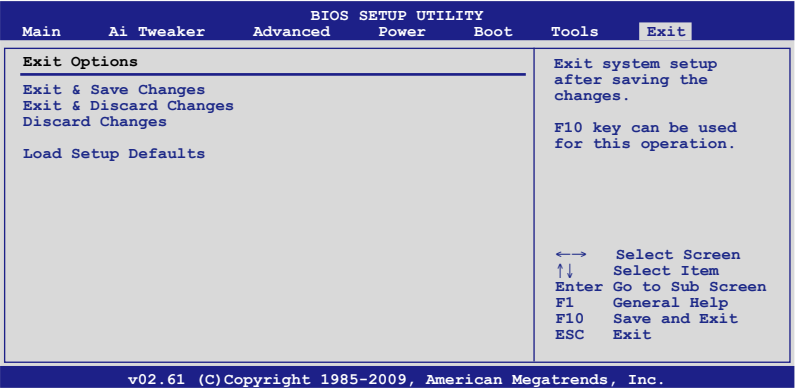 BIOS SETUP UTILITY
Main Ai Tweaker Advanced Power Boot Tools Exit
Exit Options
Exit & Save Changes
Exit & Discard Changes
Discard Changes
Load Setup Defaults
Exit system setup
after saving the
changes.
F10 key can be used
for this operation.
←→ Select Screen
↑↓ Select Item
Enter Go to Sub Screen
F1 General Help
F10 Save and Exit
ESC Exit
v02.61 (C)Copyright 1985-2009, American Megatrends, Inc.